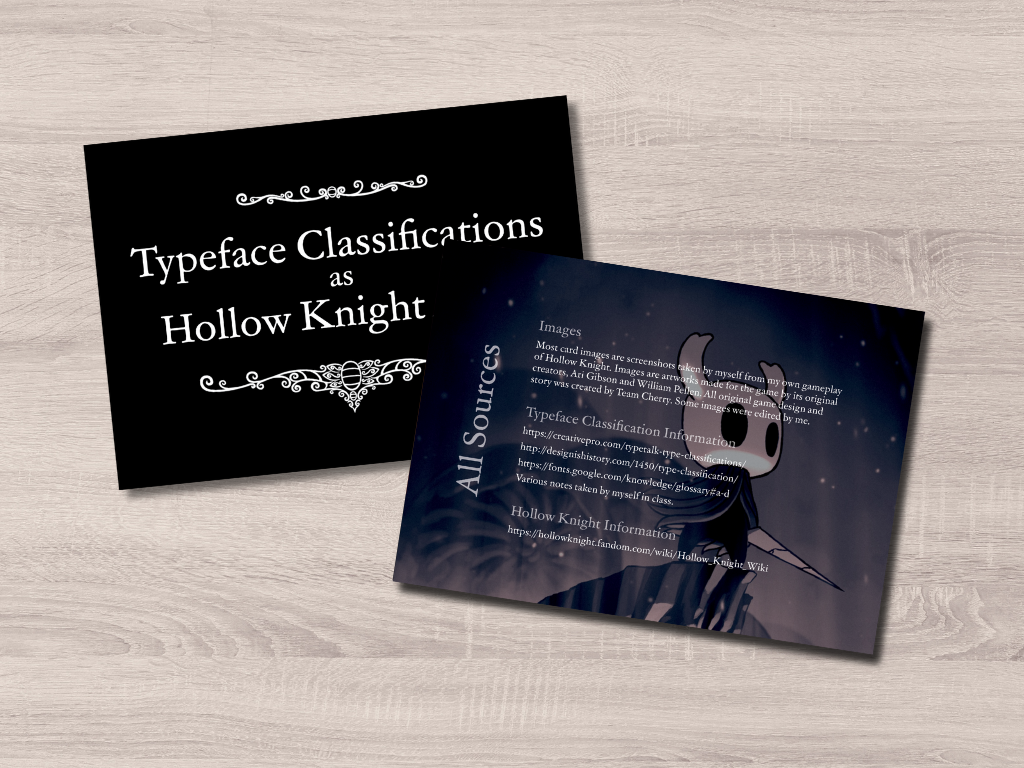 Typeface Classifications
as
Hollow Knight
All Sources
Images
Most card images are screenshots taken by myself from my own gameplay
of Hollow Knight. Images are artworks made for the game by its original
creators, Ari Gibson and William Pellen. All original game design and
story was created by Team Cherry. Some images were edited by me.
Typeface Classification Information
https://creativepro.com/typetalk-type-classifications/
http://designishistory.com/1450/type-classification/
https://fonts.google.com/knowledge/glossary#a-d
Various notes taken by myself in class.
Hollow Knight Information
https://hollowknight.fandom.com/wiki/Hollow_Knight_Wiki